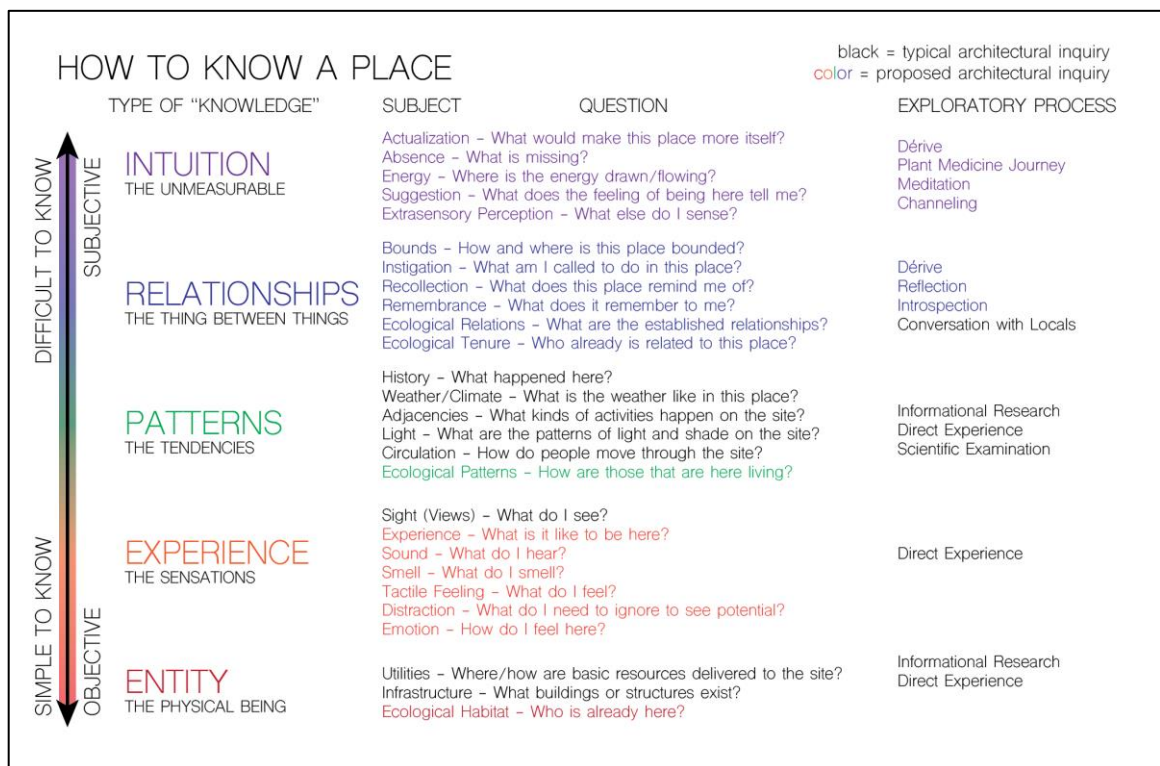 HOW TO KNOW A PLACE
black = typical architectural inquiry
color = proposed architectural inquiry
TYPE OF “KNOWLEDGE”
SUBJECT
QUESTION
EXPLORATORY PROCESS
DIFFICULT TO KNOW
SUBJECTIVE
SIMPLE TO KNOW
OBJECTIVE
INTUITION
THE UNMEASURABLE
Actualization – What would make this place more itself?
Absence – What is missing?
Energy – Where is the energy drawn/flowing?
Suggestion – What does the feeling of being here tell me?
Extrasensory Perception – What else do I sense?
Dérive
Plant Medicine Journey
Meditation
Channeling
RELATIONSHIPS
THE THING BETWEEN THINGS
Bounds – How and where is this place bounded?
Instigation – What am I called to do in this place?
Recollection – What does this place remind me of?
Remembrance – What does it remember to me?
Ecological Relations – What are the established relationships?
Ecological Tenure – Who already is related to this place?
Dérive
Reflection
Introspection
Conversation with Locals
PATTERNS
THE TENDENCIES
History – What happened here?
Weather/Climate – What is the weather like in this place?
Adjacencies – What kinds of activities happen on the site?
Light – What are the patterns of light and shade on the site?
Circulation – How do people move through the site?
Ecological Patterns – How are those that are here living?
Informational Research
Direct Experience
Scientific Examination
EXPERIENCE
THE SENSATIONS
Sight (Views) – What do I see?
Experience – What is it like to be here?
Sound – What do I hear?
Smell – What do I smell?
Tactile Feeling – What do I feel?
Distraction – What do I need to ignore to see potential?
Emotion – How do I feel here?
Direct Experience
ENTITY
THE PHYSICAL BEING
Utilities – Where/how are basic resources delivered to the site?
Infrastructure – What buildings or structures exist?
Ecological Habitat – Who is already here?
Informational Research
Direct Experience